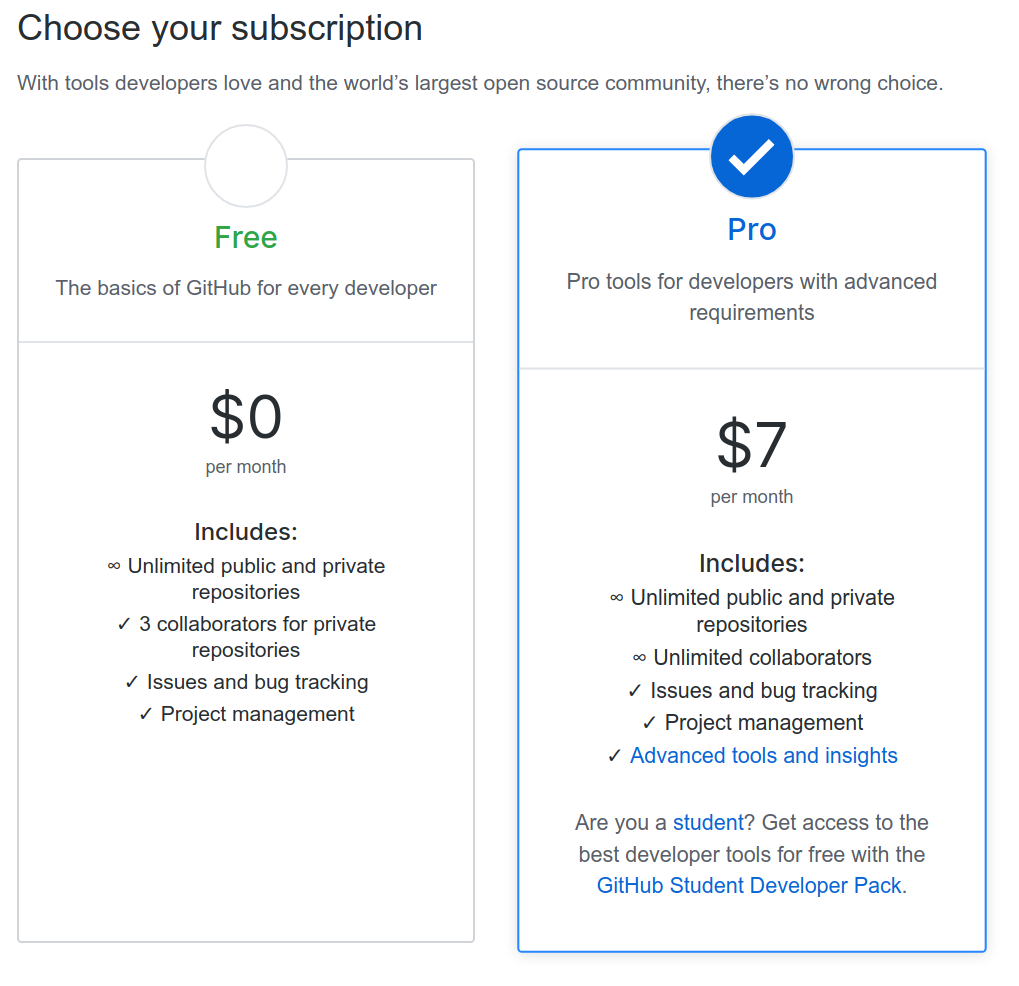 Choose your subscription
With tools developers love and the world’s largest open source community, there’s no wrong choice.
Free
The basics of GitHub for every developer
$0
per month
Includes:
∞ Unlimited public and private
repositories
✓ 3 collaborators for private
repositories
✓ Issues and bug tracking
✓ Project management
Pro
Pro tools for developers with advanced
requirements
$7
per month
Includes:
∞ Unlimited public and private
repositories
∞ Unlimited collaborators
✓ Issues and bug tracking
✓ Project management
✓ Advanced tools and insights
Are you a student? Get access to the
best developer tools for free with the
GitHub Student Developer Pack.